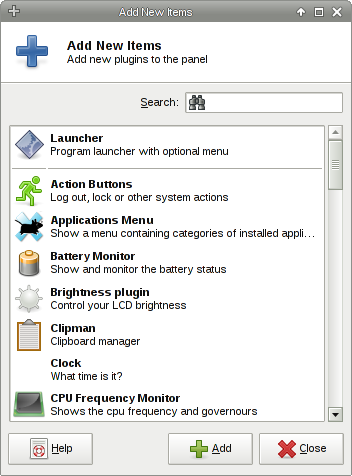 Add New Items
Add New Items
Add new plugins to the panel
Search:
Launcher
Program launcher with optional menu
Action Buttons
Log out, lock or other system actions
Applications Menu
Show a menu containing categories of installed appli...
Battery Monitor
Show and monitor the battery status
Brightness plugin
Control your LCD brightness
Clipman
Clipboard manager
Clock
What time is it?
CPU Frequency Monitor
Shows the cpu frequency and governours
Help
Add
Close